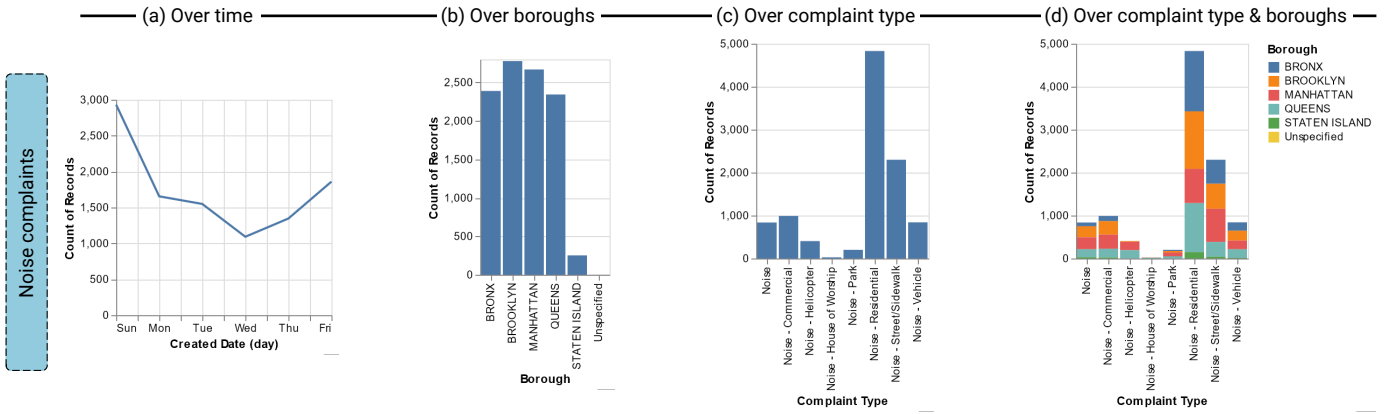 (a) Over time
(b) Over boroughs
(c) Over complaint type
(d) Over complaint type & boroughs
Noise complaints
Count of Records
3,000
2,500
2,000
1,500
1,000
500
0
Sun Mon Tue Wed Thu Fri
Created Date (day)
Count of Records
2,500
2,000
1,500
1,000
500
0
BRONX
BROOKLYN
MANHATTAN
QUEENS
STATEN ISLAND
Unspecified
Borough
Count of Records
5,000
4,000
3,000
2,000
1,000
0
Noise
Noise - Commercial
Noise - Helicopter
Noise - House of Worship
Noise - Park
Noise - Residential
Noise - Street/Sidewalk
Noise - Vehicle
Complaint Type
Count of Records
5,000
4,000
3,000
2,000
1,000
0
Noise
Noise - Commercial
Noise - Helicopter
Noise - House of Worship
Noise - Park
Noise - Residential
Noise - Street/Sidewalk
Noise - Vehicle
Complaint Type
Borough
BRONX
BROOKLYN
MANHATTAN
QUEENS
STATEN ISLAND
Unspecified